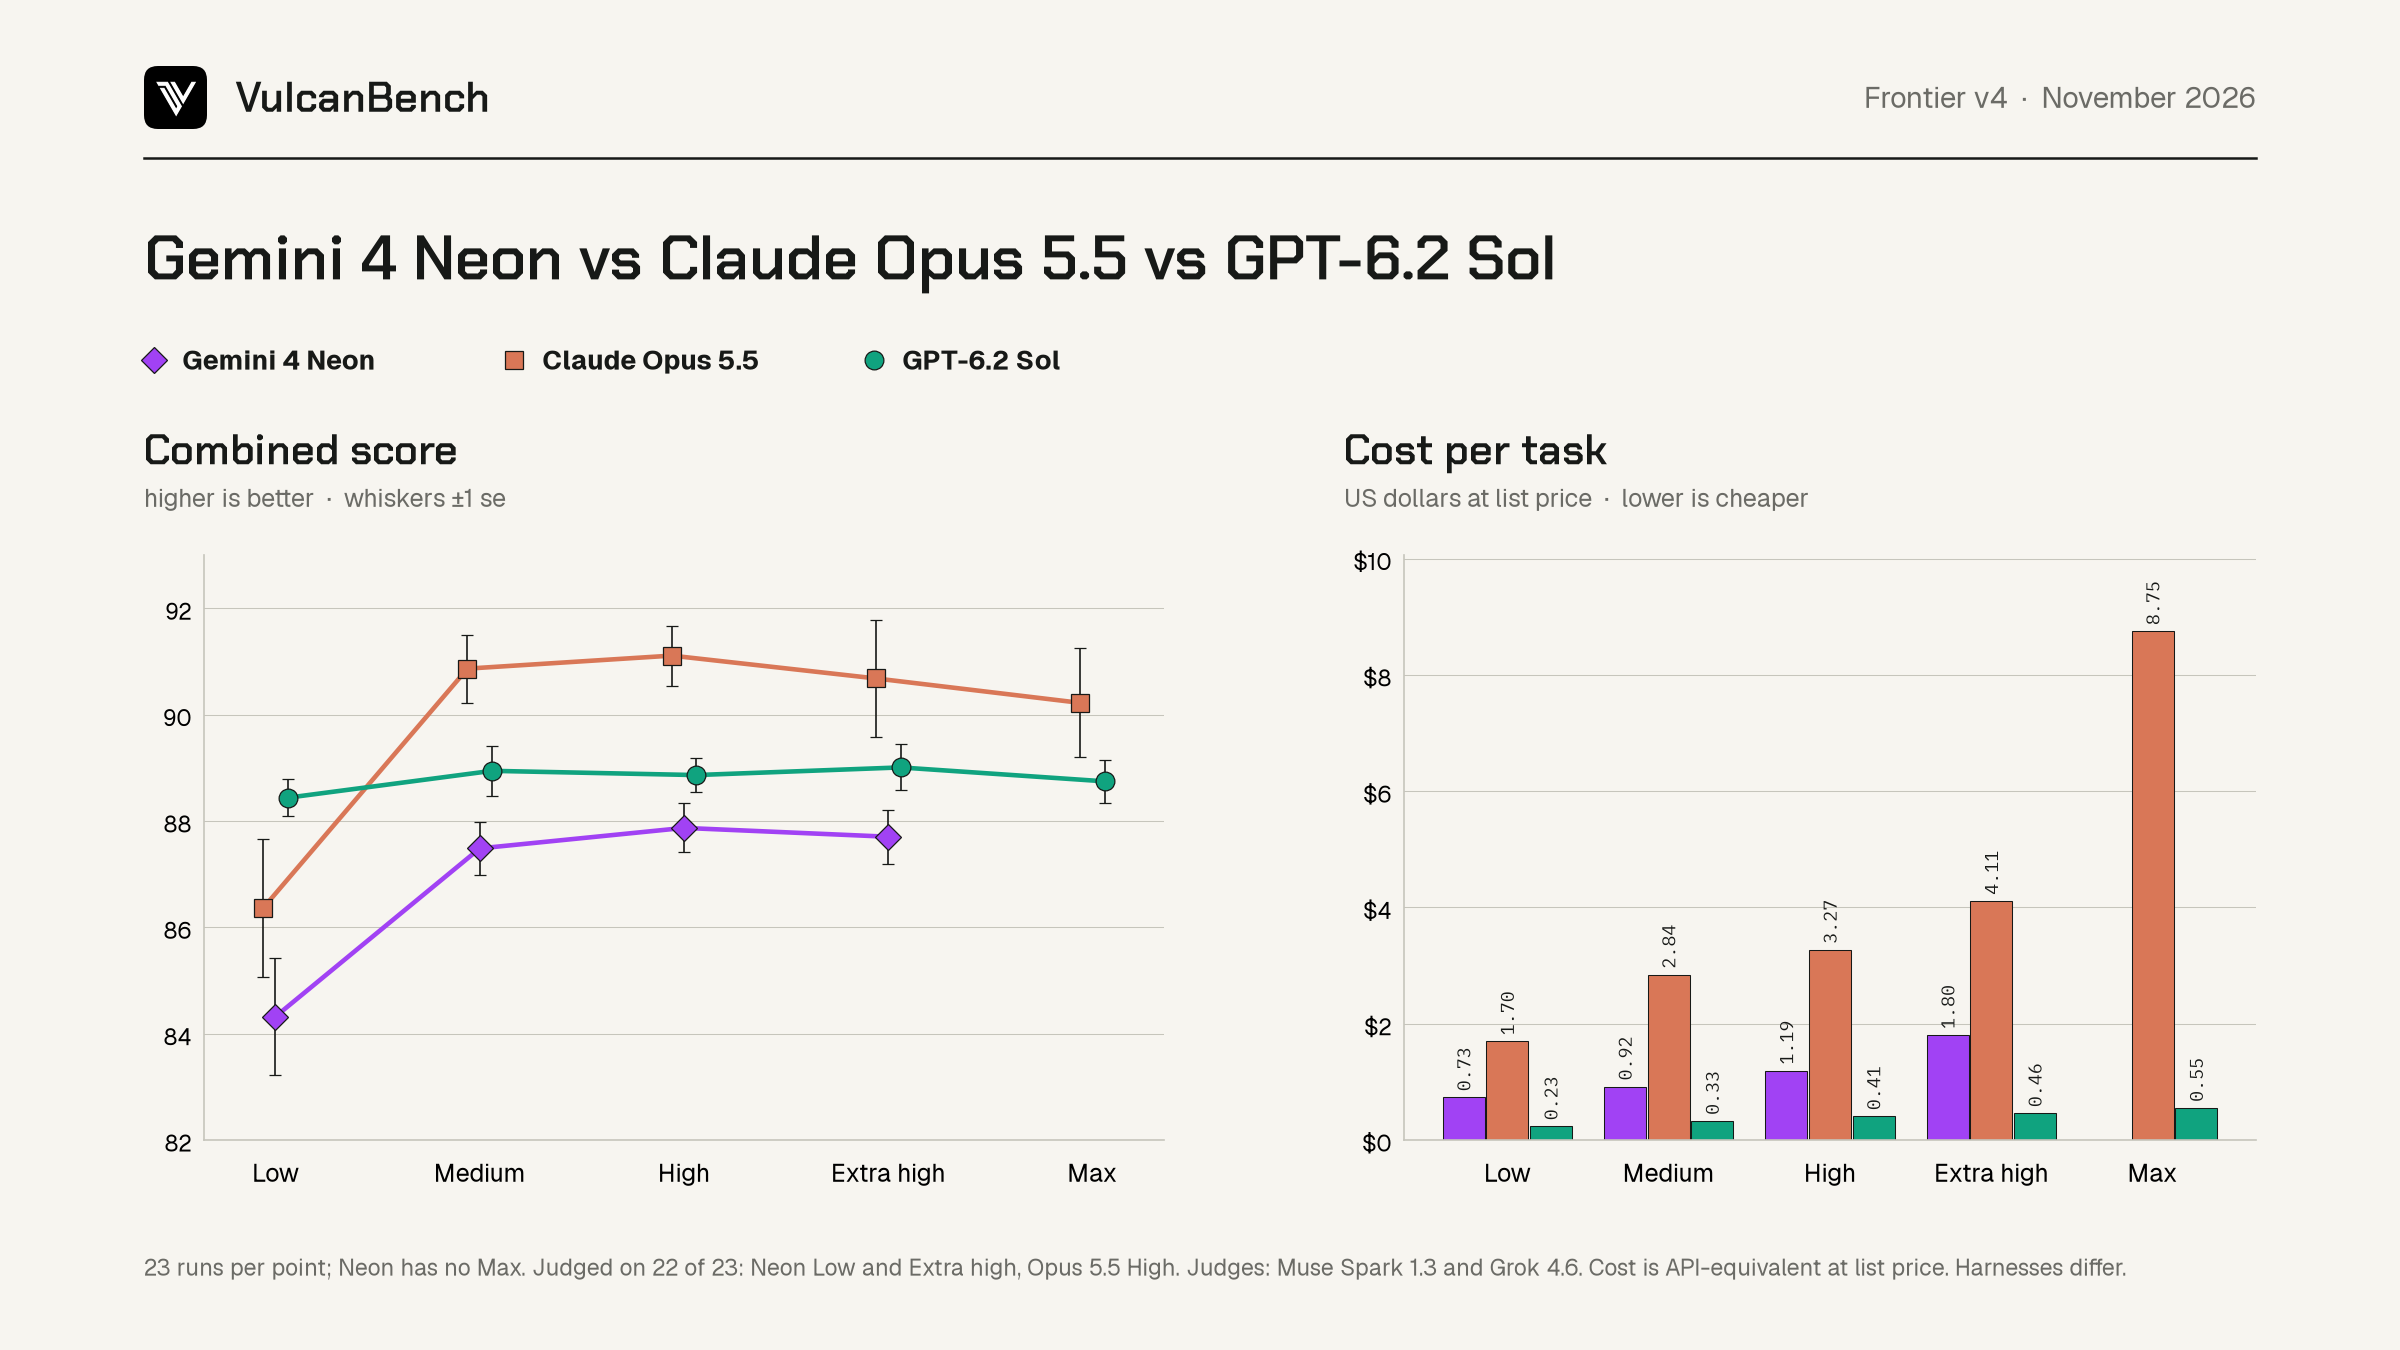 VulcanBench
Frontier v4 · November 2026
Gemini 4 Neon vs Claude Opus 5.5 vs GPT-6.2 Sol
Gemini 4 Neon
Claude Opus 5.5
GPT-6.2 Sol
Combined score
higher is better · whiskers ±1 se
92
90
88
86
84
82
Low Medium High Extra high Max
Cost per task
US dollars at list price · lower is cheaper
$10
$8
$6
$4
$2
$0
0.73
1.70
0.23
0.92
2.84
0.33
1.19
3.27
0.41
1.80
4.11
0.46
8.75
0.55
Low Medium High Extra high Max
23 runs per point; Neon has no Max. Judged on 22 of 23: Neon Low and Extra high, Opus 5.5 High. Judges: Muse Spark 1.3 and Grok 4.6. Cost is API-equivalent at list price. Harnesses differ.